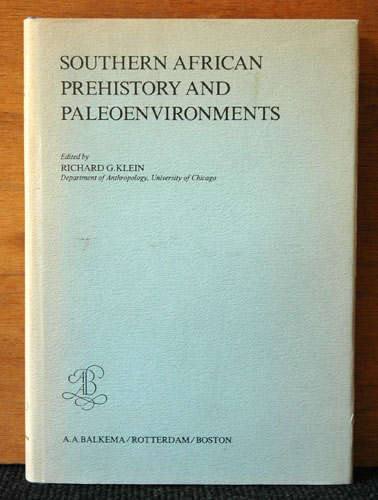 SOUTHERN AFRICAN
PREHISTORY AND
PALEOENVIRONMENTS
Edited by
RICHARD G. KLEIN
Department of Anthropology, University of Chicago
AB
A.A.BALKEMA/ROTTERDAM/BOSTON